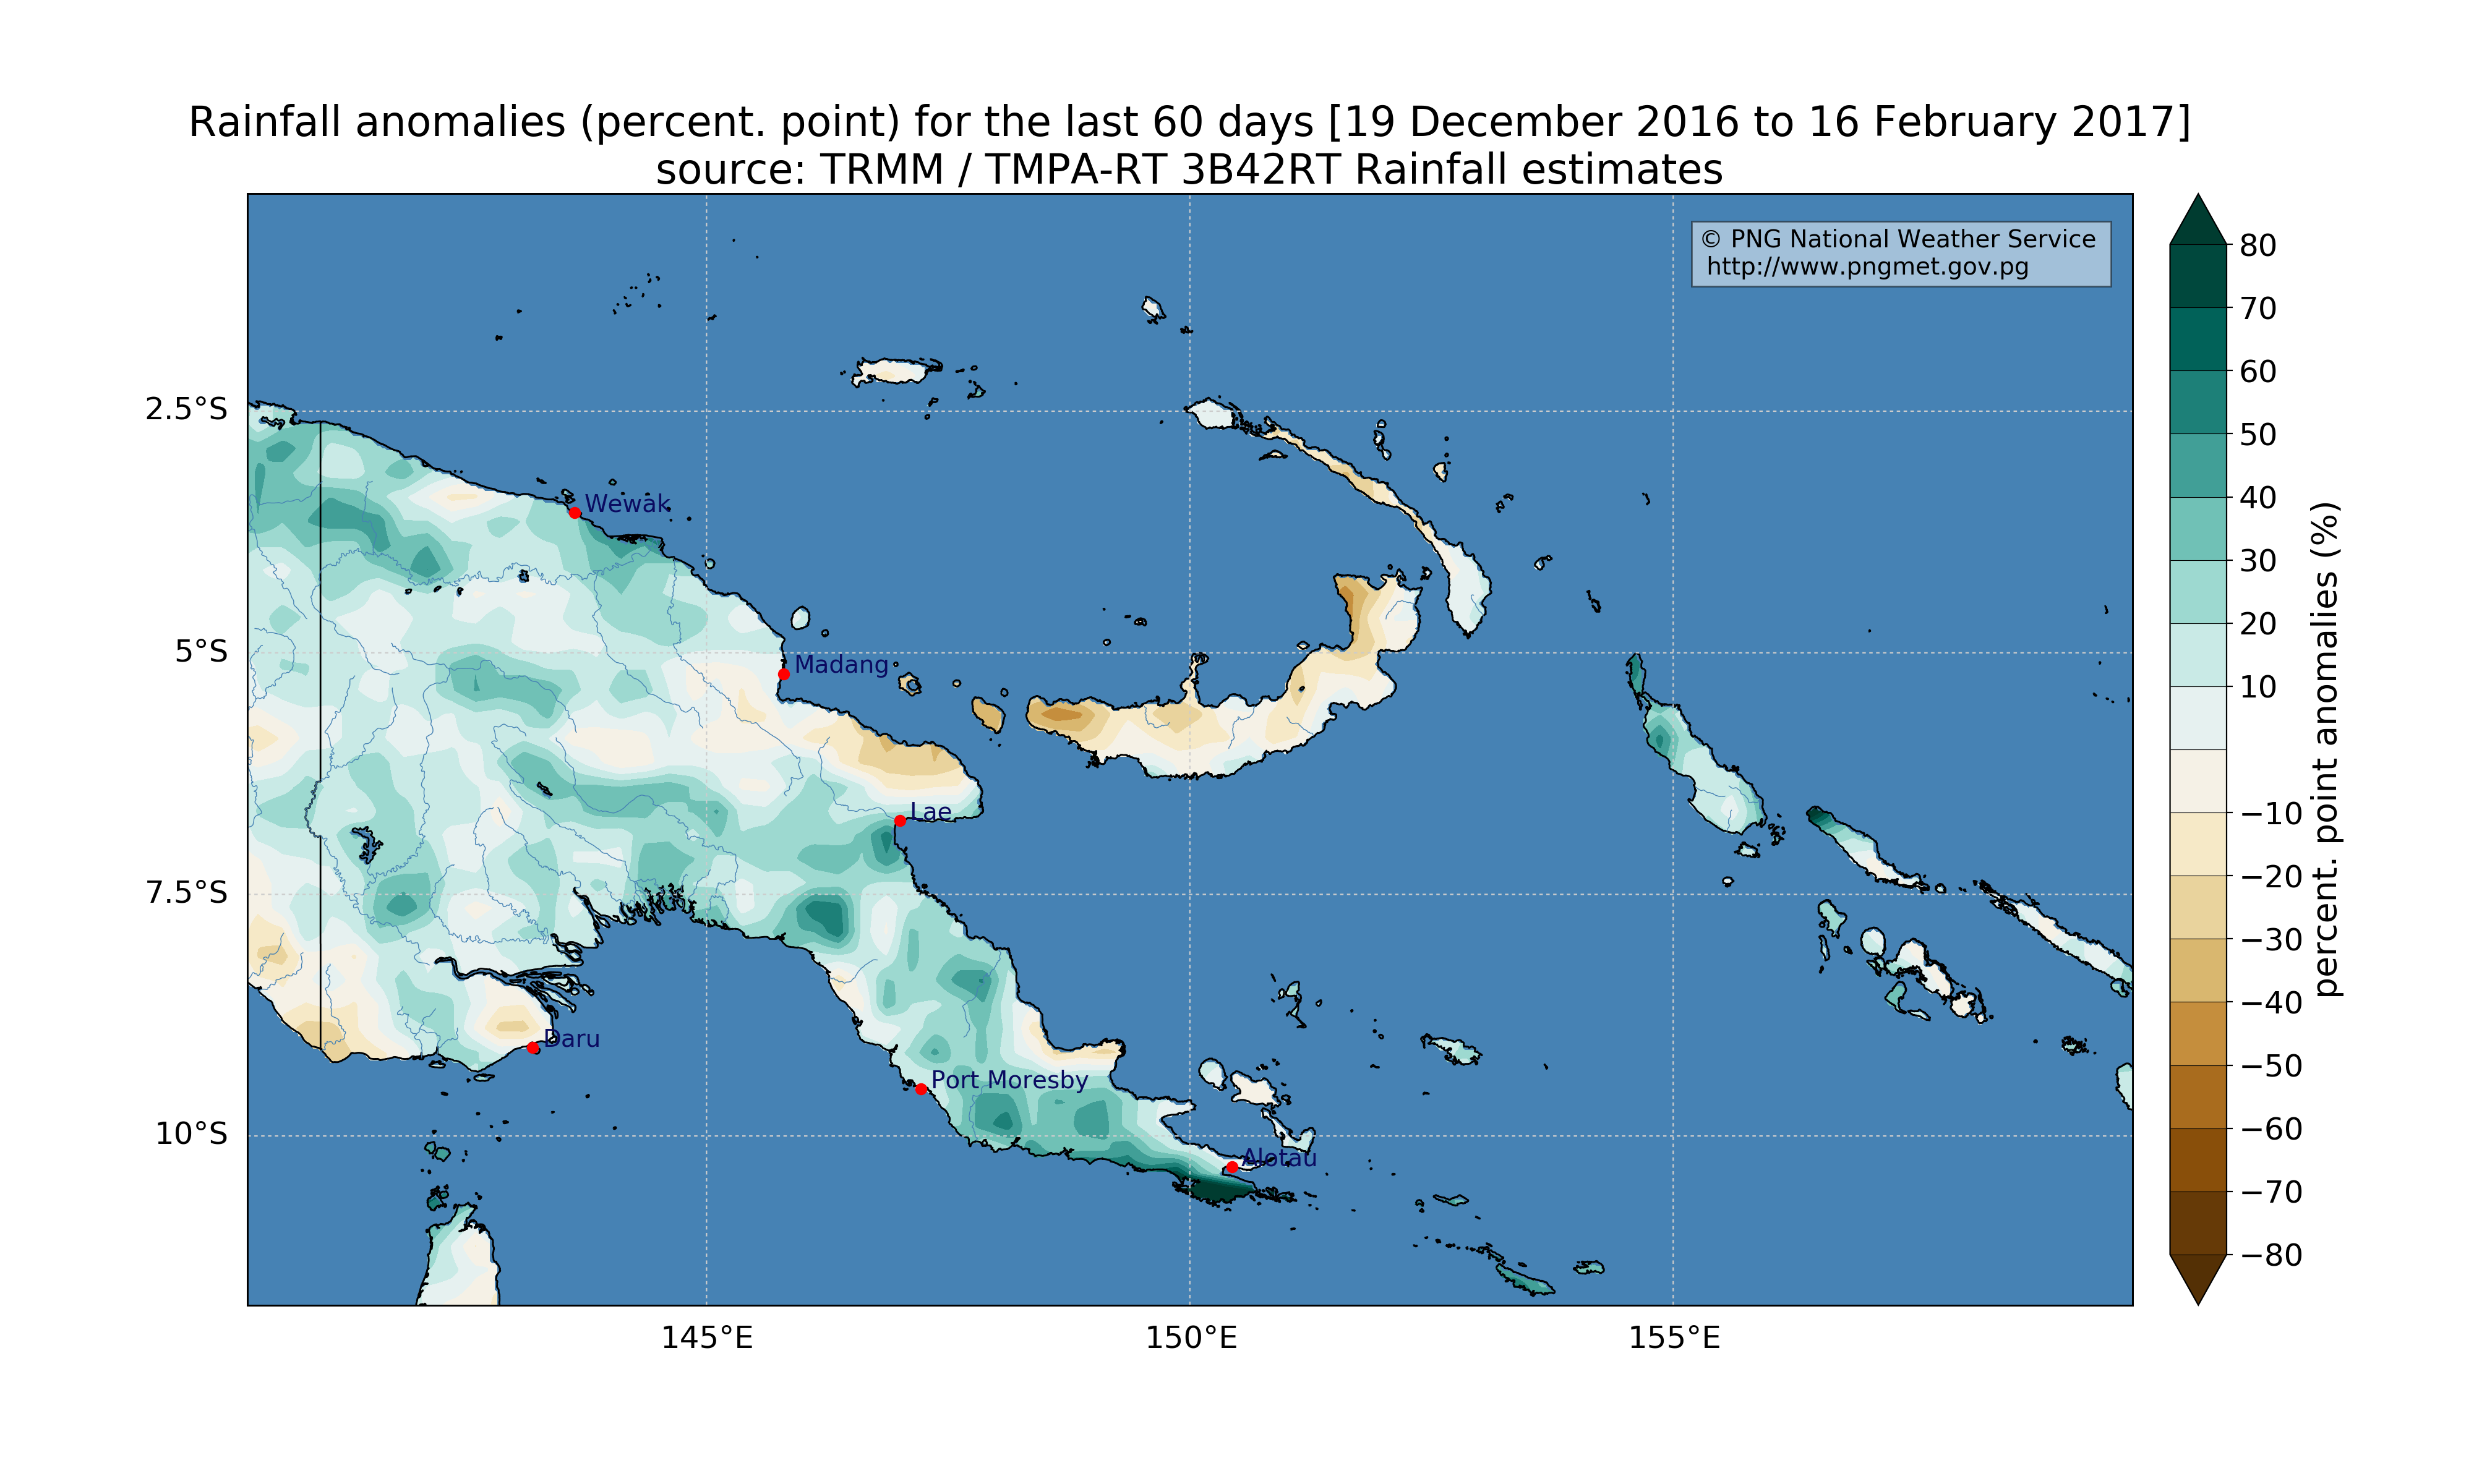 Rainfall anomalies (percent. point) for the last 60 days [19 December 2016 to 16 February 2017]
source: TRMM / TMPA-RT 3B42RT Rainfall estimates
© PNG National Weather Service
http://www.pngmet.gov.pg
2.5°S
5°S
7.5°S
10°S
145°E
150°E
155°E
Wewak
Madang
Lae
Daru
Port Moresby
Alotau
80
70
60
50
40
30
20
10
−10
−20
−30
−40
−50
−60
−70
−80
percent. point anomalies (%)